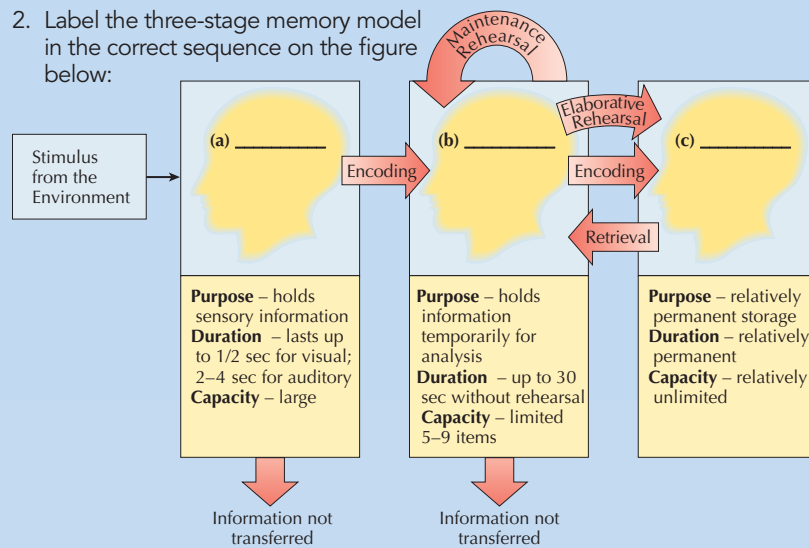 2. Label the three-stage memory model
in the correct sequence on the figure
below:
Maintenance
Rehearsal
Elaborative
Rehearsal
Stimulus
from the
Environment
(a) __________
Encoding
(b) __________
Encoding
(c) __________
Retrieval
Purpose – holds
sensory information
Duration – lasts up
to 1/2 sec for visual;
2–4 sec for auditory
Capacity – large
Purpose – holds
information
temporarily for
analysis
Duration – up to 30
sec without rehearsal
Capacity – limited
5–9 items
Purpose – relatively
permanent storage
Duration – relatively
permanent
Capacity – relatively
unlimited
Information not
transferred
Information not
transferred